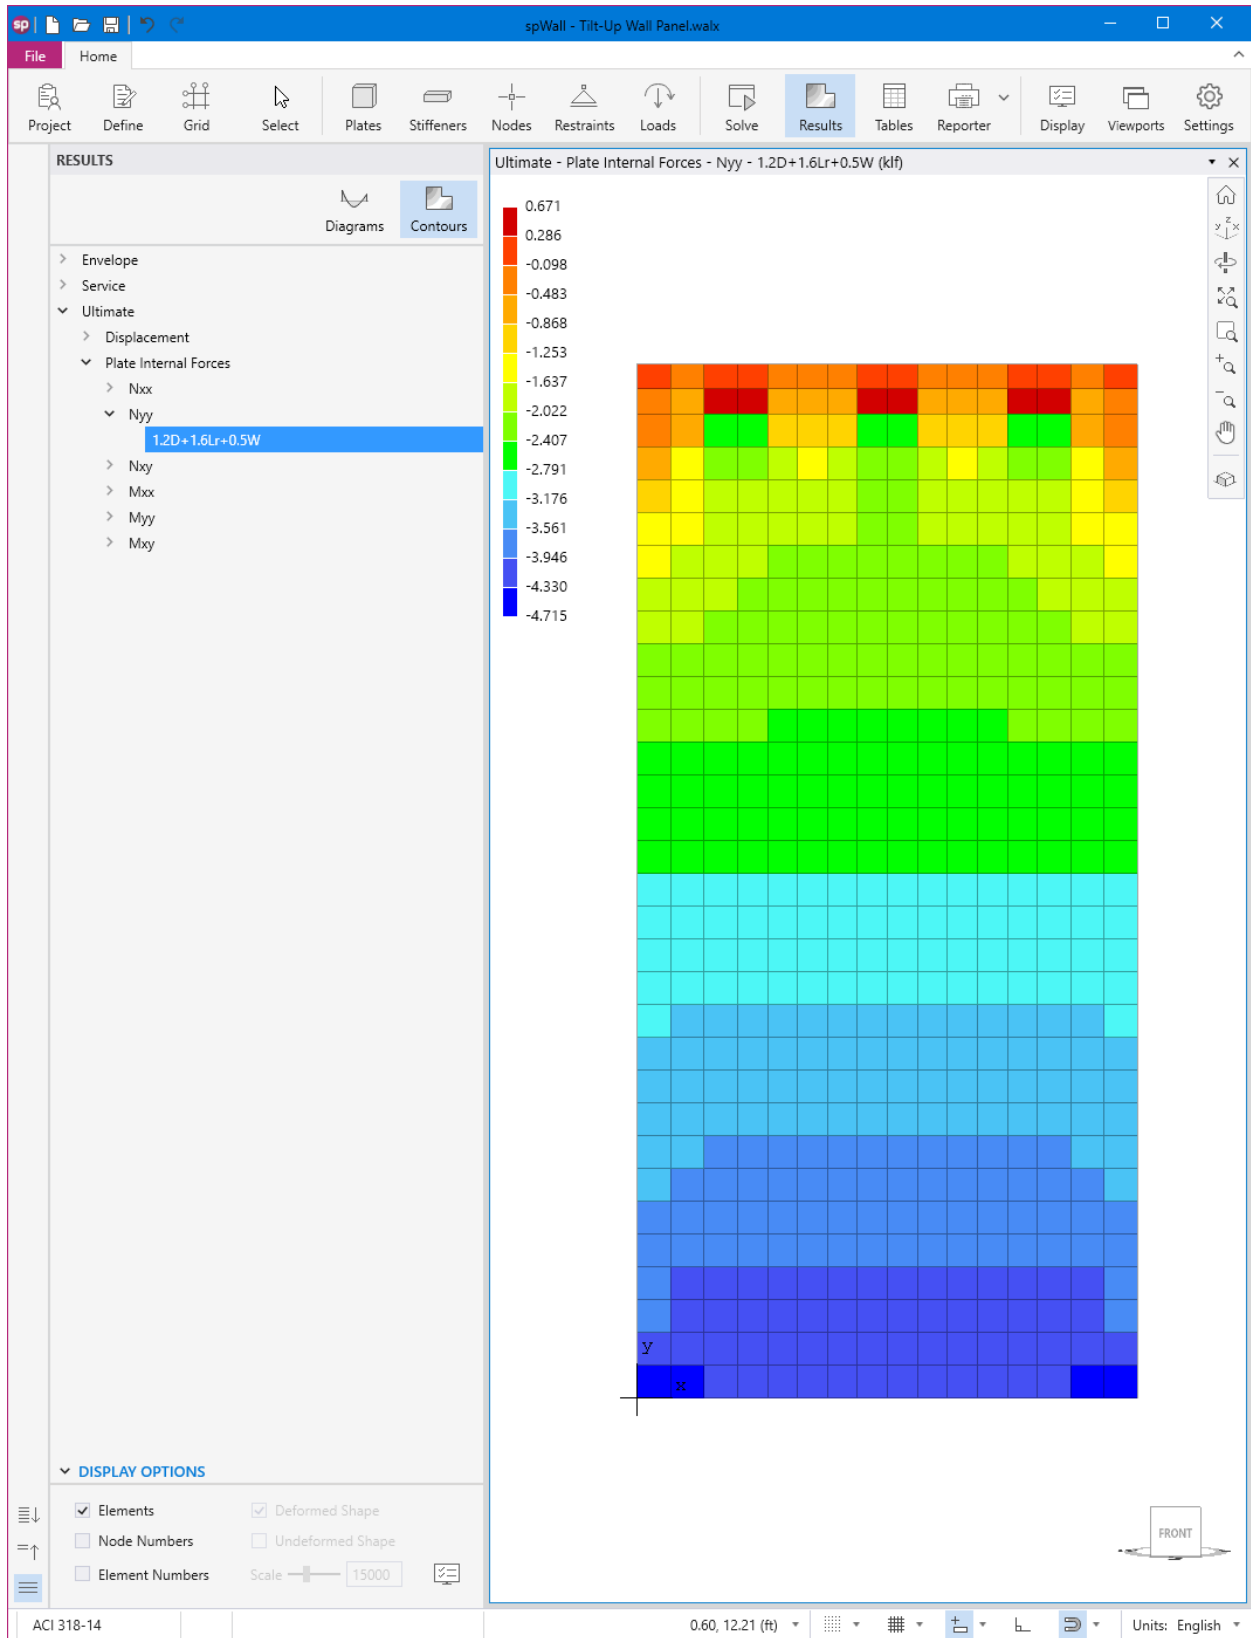 sp
spWall - Tilt-Up Wall Panel.walx
File Home
Project Define Grid Select Plates Stiffeners Nodes Restraints Loads Solve Results Tables Reporter Display Viewports Settings
RESULTS
Diagrams Contours
Envelope
Service
Ultimate
Displacement
Plate Internal Forces
Nxx
Nyy
1.2D+1.6Lr+0.5W
Nxy
Mxx
Myy
Mxy
DISPLAY OPTIONS
Elements Deformed Shape
Node Numbers Undeformed Shape
Element Numbers Scale 15000
Ultimate - Plate Internal Forces - Nyy - 1.2D+1.6Lr+0.5W (klf)
0.671
0.286
-0.098
-0.483
-0.868
-1.253
-1.637
-2.022
-2.407
-2.791
-3.176
-3.561
-3.946
-4.330
-4.715
z
y x
y
x
FRONT
ACI 318-14 0.60, 12.21 (ft) Units: English